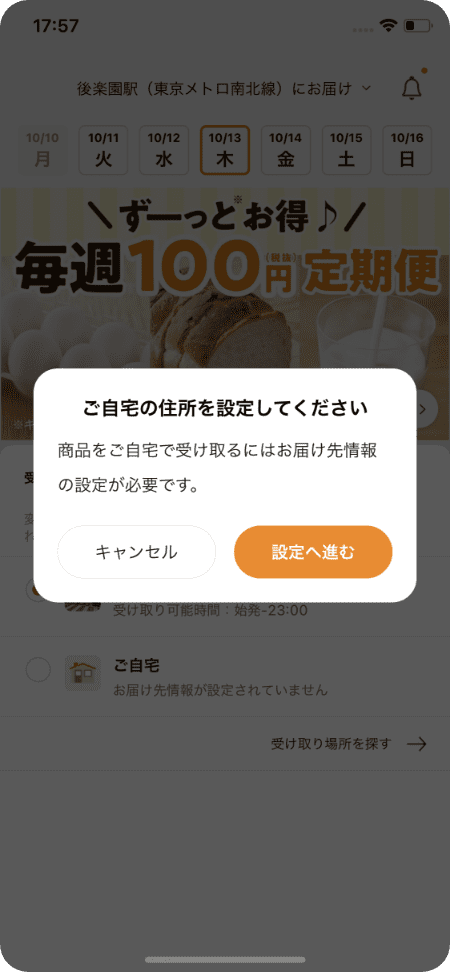 17:57
後楽園駅（東京メトロ南北線）にお届け
10/10 10/11 10/12 10/13 10/14 10/15 10/16
月 火 水 木 金 土 日
＼ずーっとお得♪／
※
毎週100円(税抜)定期便
ご自宅の住所を設定してください
商品をご自宅で受け取るにはお届け先情報
の設定が必要です。
キャンセル 設定へ進む
受け取り可能時間：始発-23:00
ご自宅
お届け先情報が設定されていません
受け取り場所を探す